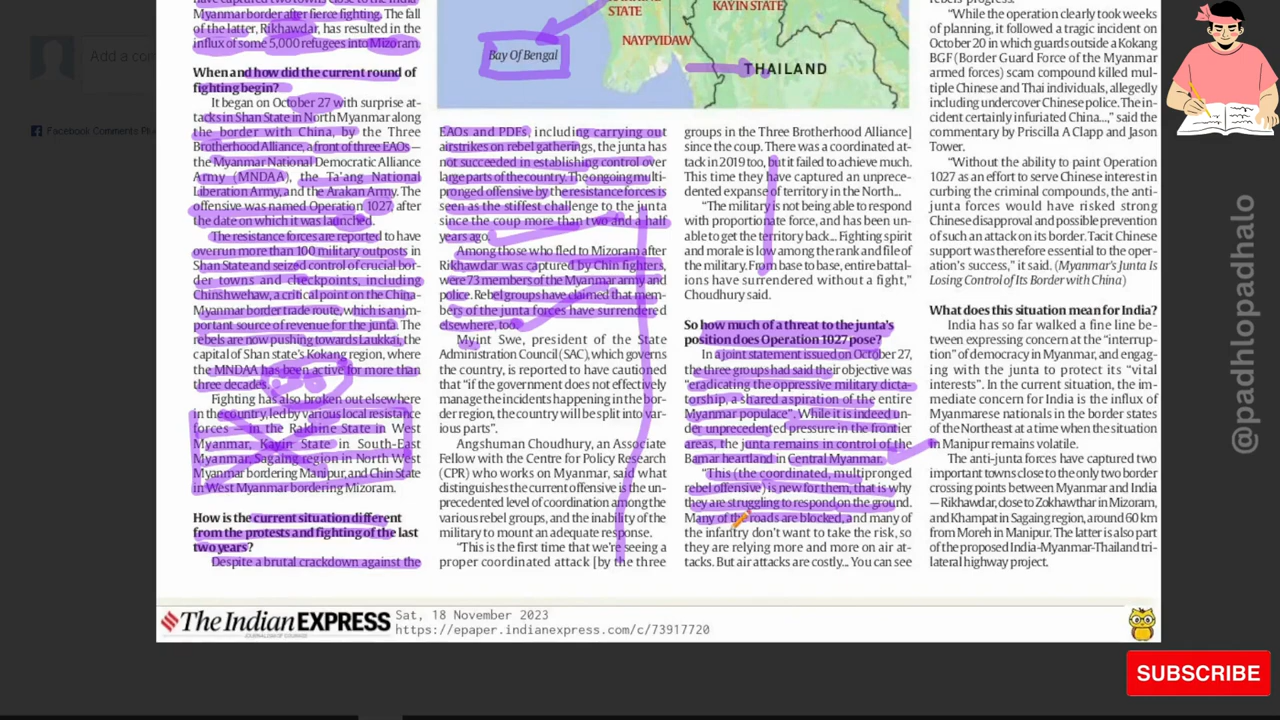 have captured two towns close to the India-
Myanmar border after fierce fighting. The fall
of the latter, Rikhawdar, has resulted in the
influx of some 5,000 refugees into Mizoram.
When and how did the current round of
fighting begin?
It began on October 27 with surprise at-
tacks in Shan State in North Myanmar along
the border with China, by the Three
Brotherhood Alliance, a front of three EAOs —
the Myanmar National Democratic Alliance
Army (MNDAA), the Ta'ang National
Liberation Army, and the Arakan Army. The
offensive was named Operation 1027, after
the date on which it was launched.
The resistance forces are reported to have
overrun more than 100 military outposts in
Shan State and seized control of crucial bor-
der towns and checkpoints, including
Chinshwehaw, a critical point on the China-
Myanmar border trade route, which is an im-
portant source of revenue for the junta. The
rebels are now pushing towards Laukkai, the
capital of Shan state's Kokang region, where
the MNDAA has been active for more than
three decades.
Fighting has also broken out elsewhere
in the country, led by various local resistance
forces — in the Rakhine State in West
Myanmar, Kayin State in South-East
Myanmar, Sagaing region in North West
Myanmar bordering Manipur, and Chin State
in West Myanmar bordering Mizoram.
How is the current situation different
from the protests and fighting of the last
two years?
Despite a brutal crackdown against the
STATE
KAYIN STATE
NAYPYIDAW
Bay Of Bengal
THAILAND
EAOs and PDFs, including carrying out
airstrikes on rebel gatherings, the junta has
not succeeded in establishing control over
large parts of the country. The ongoing multi-
pronged offensive by the resistance forces is
seen as the stiffest challenge to the junta
since the coup more than two and a half
years ago.
Among those who fled to Mizoram after
Rikhawdar was captured by Chin fighters,
were 73 members of the Myanmar army and
police. Rebel groups have claimed that mem-
bers of the junta forces have surrendered
elsewhere, too.
Myint Swe, president of the State
Administration Council (SAC), which governs
the country, is reported to have cautioned
that "if the government does not effectively
manage the incidents happening in the bor-
der region, the country will be split into var-
ious parts".
Angshuman Choudhury, an Associate
Fellow with the Centre for Policy Research
(CPR) who works on Myanmar, said what
distinguishes the current offensive is the un-
precedented level of coordination among the
various rebel groups, and the inability of the
military to mount an adequate response.
"This is the first time that we're seeing a
proper coordinated attack [by the three
groups in the Three Brotherhood Alliance]
since the coup. There was a coordinated at-
tack in 2019 too, but it failed to achieve much.
This time they have captured an unprece-
dented expanse of territory in the North...
"The military is not being able to respond
with proportionate force, and has been un-
able to get the territory back... Fighting spirit
and morale is low among the rank and file of
the military. From base to base, entire battal-
ions have surrendered without a fight,"
Choudhury said.
So how much of a threat to the junta's
position does Operation 1027 pose?
In a joint statement issued on October 27,
the three groups had said their objective was
"eradicating the oppressive military dicta-
torship, a shared aspiration of the entire
Myanmar populace". While it is indeed un-
der unprecedented pressure in the frontier
areas, the junta remains in control of the
Bamar heartland in Central Myanmar.
"This (the coordinated, multipronged
rebel offensive) is new for them, that is why
they are struggling to respond on the ground.
Many of the roads are blocked, and many of
the infantry don't want to take the risk, so
they are relying more and more on air at-
tacks. But air attacks are costly... You can see
"While the operation clearly took weeks
of planning, it followed a tragic incident on
October 20 in which guards outside a Kokang
BGF (Border Guard Force of the Myanmar
armed forces) scam compound killed mul-
tiple Chinese and Thai individuals, allegedly
including undercover Chinese police. The in-
cident certainly infuriated China...," said the
commentary by Priscilla A Clapp and Jason
Tower.
"Without the ability to paint Operation
1027 as an effort to serve Chinese interest in
curbing the criminal compounds, the anti-
junta forces would have risked strong
Chinese disapproval and possible prevention
of such an attack on its border. Tacit Chinese
support was therefore essential to the oper-
ation's success," it said. (Myanmar's Junta Is
Losing Control of Its Border with China)
What does this situation mean for India?
India has so far walked a fine line be-
tween expressing concern at the "interrup-
tion" of democracy in Myanmar, and engag-
ing with the junta to protect its "vital
interests". In the current situation, the im-
mediate concern for India is the influx of
Myanmarese nationals in the border states
of the Northeast at a time when the situation
in Manipur remains volatile.
The anti-junta forces have captured two
important towns close to the only two border
crossing points between Myanmar and India
— Rikhawdar, close to Zokhawthar in Mizoram,
and Khampat in Sagaing region, around 60 km
from Moreh in Manipur. The latter is also part
of the proposed India-Myanmar-Thailand tri-
lateral highway project.
The Indian EXPRESS
Sat, 18 November 2023
https://epaper.indianexpress.com/c/73917720
Add a co
Facebook Comments Pl
@padhlopadhalo
SUBSCRIBE